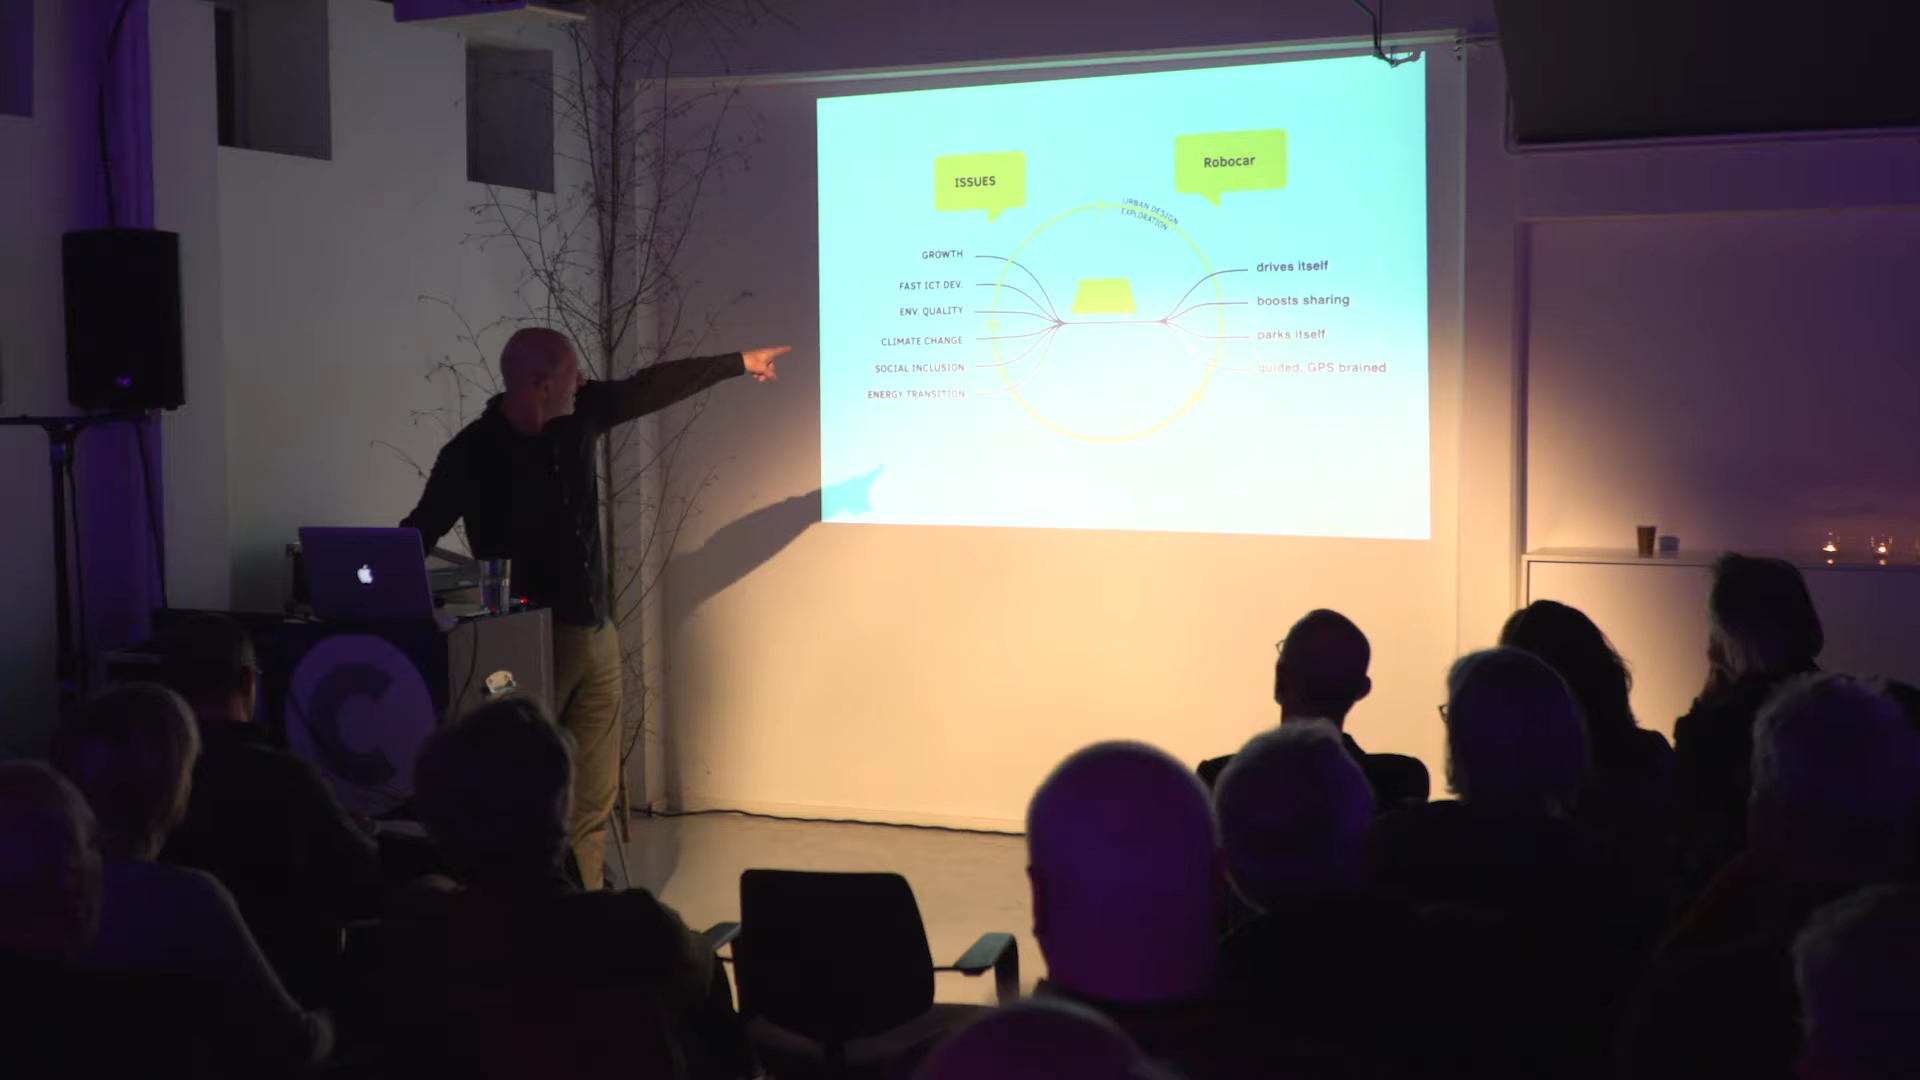 ISSUES
Robocar
URBAN DESIGN
EXPLORATION
GROWTH
FAST ICT DEV.
ENV. QUALITY
CLIMATE CHANGE
SOCIAL INCLUSION
ENERGY TRANSITION
drives itself
boosts sharing
parks itself
guided, GPS brained
C